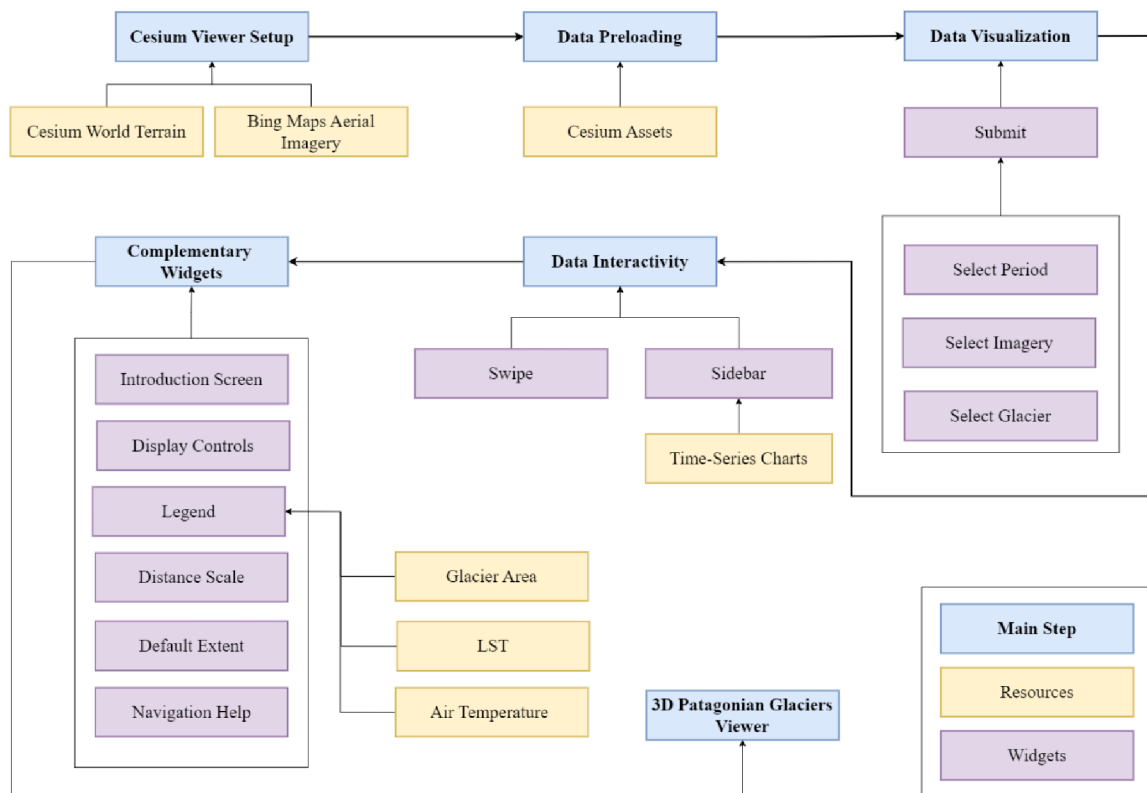 Cesium Viewer Setup
Data Preloading
Data Visualization
Cesium World Terrain
Bing Maps Aerial
Imagery
Cesium Assets
Submit
Complementary
Widgets
Data Interactivity
Select Period
Select Imagery
Select Glacier
Swipe
Sidebar
Time-Series Charts
Introduction Screen
Display Controls
Legend
Distance Scale
Default Extent
Navigation Help
Glacier Area
LST
Air Temperature
3D Patagonian Glaciers
Viewer
Main Step
Resources
Widgets